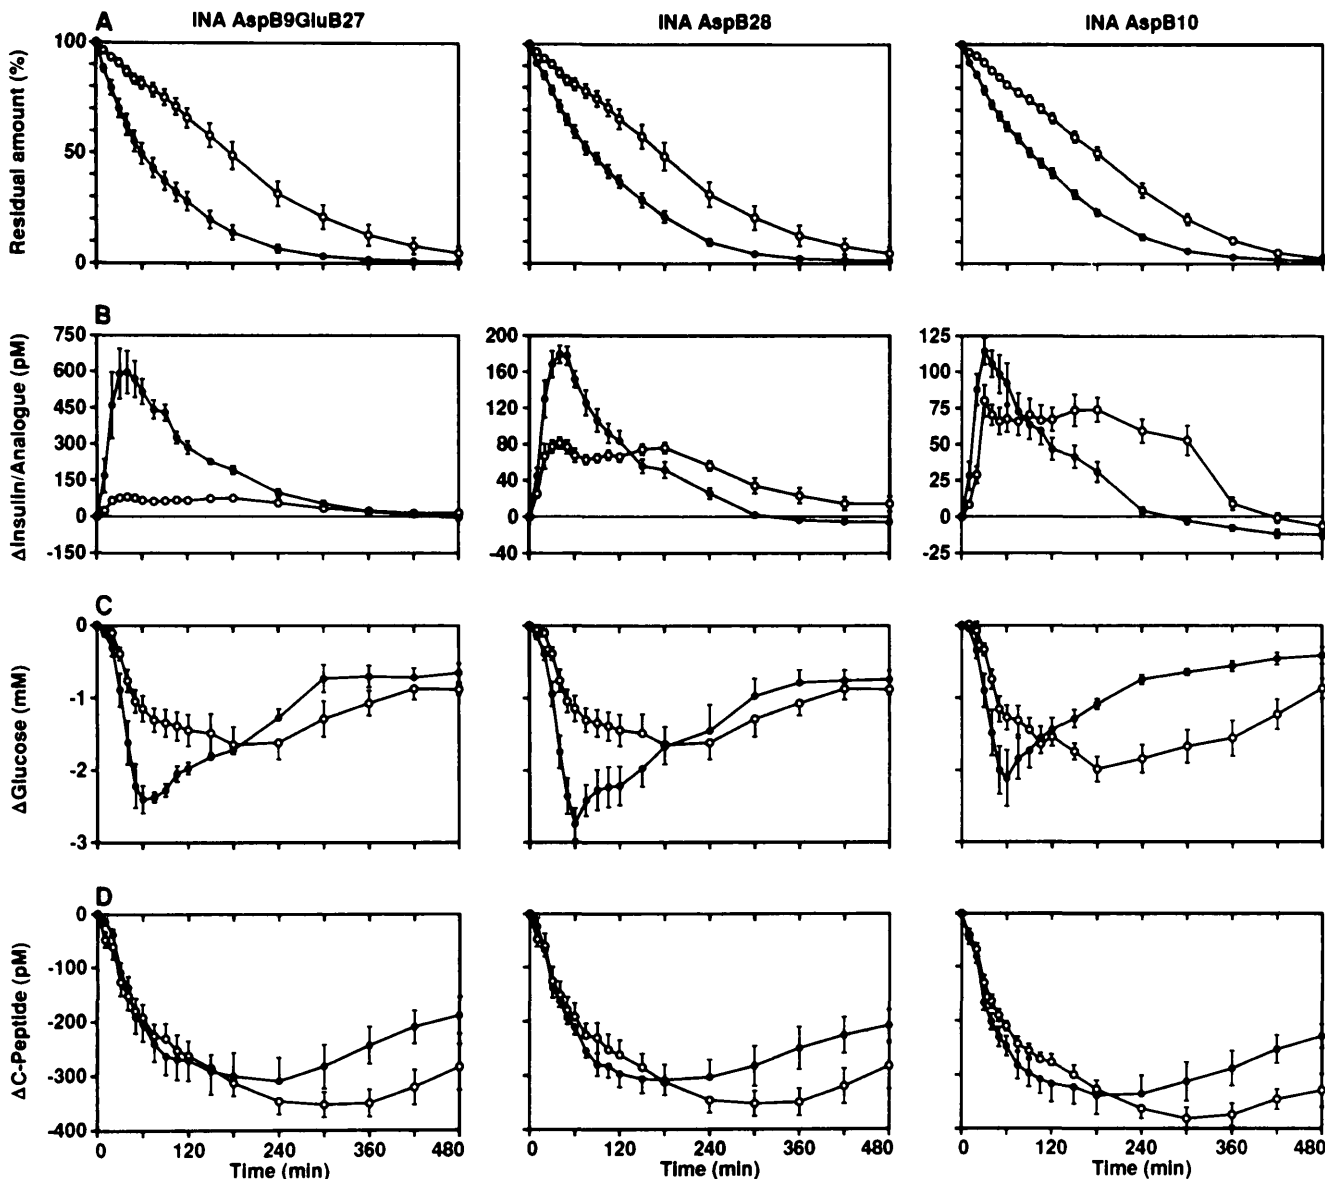 A
INA AspB9GluB27
INA AspB28
INA AspB10
Residual amount (%)
100
50
0
B
ΔInsulin/Analogue (pM)
750
600
450
300
150
0
-150
200
160
120
80
40
0
-40
125
100
75
50
25
0
-25
C
ΔGlucose (mM)
0
-1
-2
-3
D
ΔC-Peptide (pM)
0
-100
-200
-300
-400
0 120 240 360 480
0 120 240 360 480
0 120 240 360 480
Time (min)
Time (min)
Time (min)